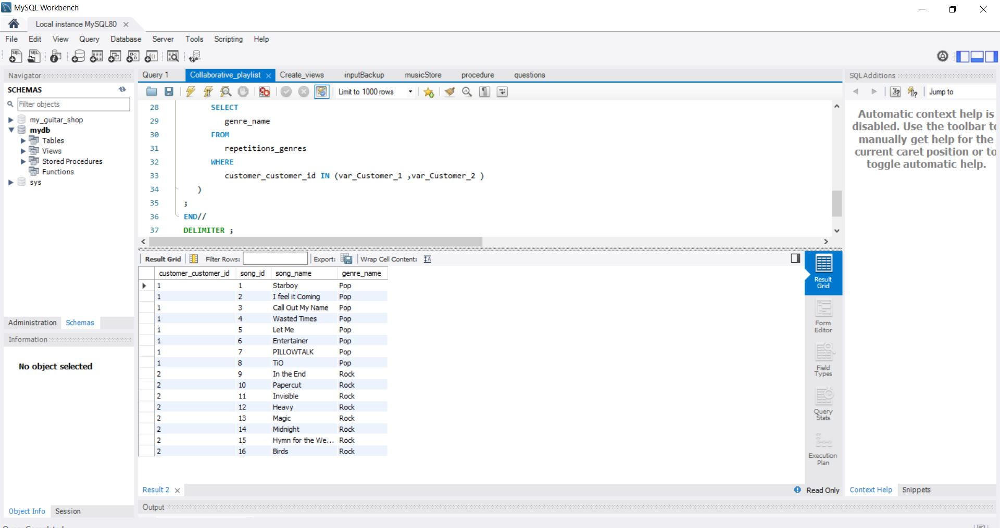 MySQL Workbench
Local instance MySQL80
File Edit View Query Database Server Tools Scripting Help
Navigator
SCHEMAS
Filter objects
my_guitar_shop
mydb
Tables
Views
Stored Procedures
Functions
sys
Administration Schemas
Information
No object selected
Object Info Session
Query 1 Collaborative_playlist Create_views inputBackup musicStore procedure questions
Limit to 1000 rows
28 SELECT
29 genre_name
30 FROM
31 repetitions_genres
32 WHERE
33 customer_customer_id IN (var_Customer_1 ,var_Customer_2 )
34 )
35 ;
36 END//
37 DELIMITER ;
Result Grid Filter Rows: Export: Wrap Cell Content:
customer_customer_id song_id song_name genre_name
1 1 Starboy Pop
1 2 I feel it Coming Pop
1 3 Call Out My Name Pop
1 4 Wasted Times Pop
1 5 Let Me Pop
1 6 Entertainer Pop
1 7 PILLOWTALK Pop
1 8 TiO Pop
2 9 In the End Rock
2 10 Papercut Rock
2 11 Invisible Rock
2 12 Heavy Rock
2 13 Magic Rock
2 14 Midnight Rock
2 15 Hymn for the We... Rock
2 16 Birds Rock
Result
Grid
Form
Editor
Field
Types
Query
Stats
Execution
Plan
Result 2
Read Only
Output
SQLAdditions
Jump to
Automatic context help is
disabled. Use the toolbar to
manually get help for the
current caret position or to
toggle automatic help.
Context Help Snippets